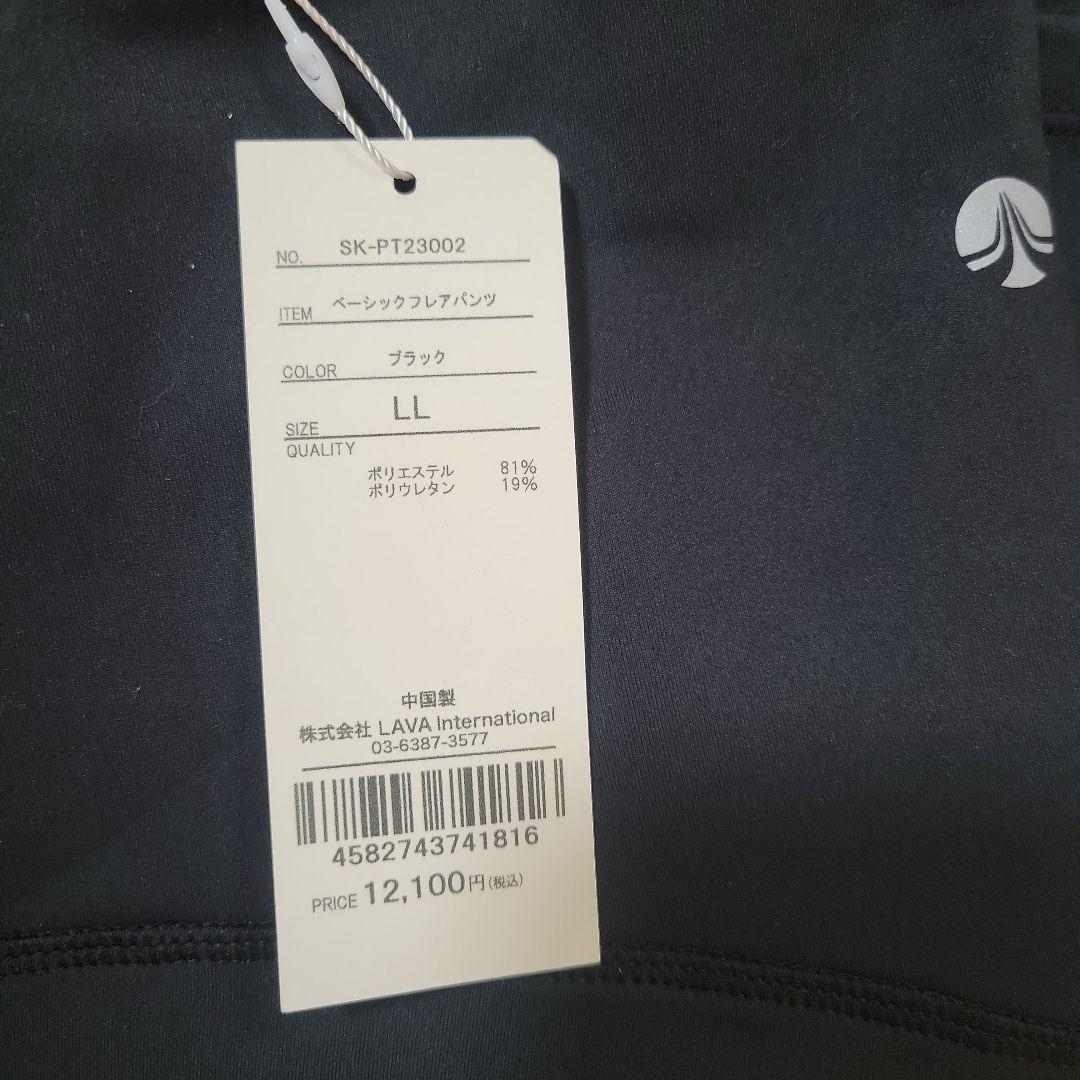 NO. SK-PT23002
ITEM ベーシックフレアパンツ
COLOR ブラック
SIZE LL
QUALITY
ポリエステル 81%
ポリウレタン 19%
中国製
株式会社 LAVA International
03-6387-3577
4582743741816
PRICE 12,100円(税込)